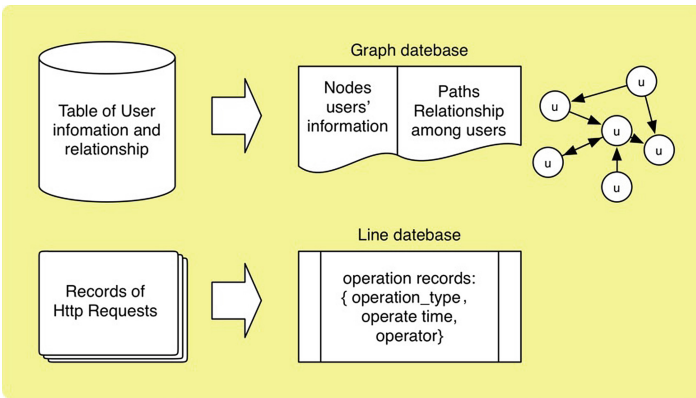 Graph datebase
Table of User
infomation and
relationship
Nodes
users'
information
Paths
Relationship
among users
u
u
u
u
u
u
Line datebase
Records of
Http Requests
operation records:
{ operation_type,
operate time,
operator}